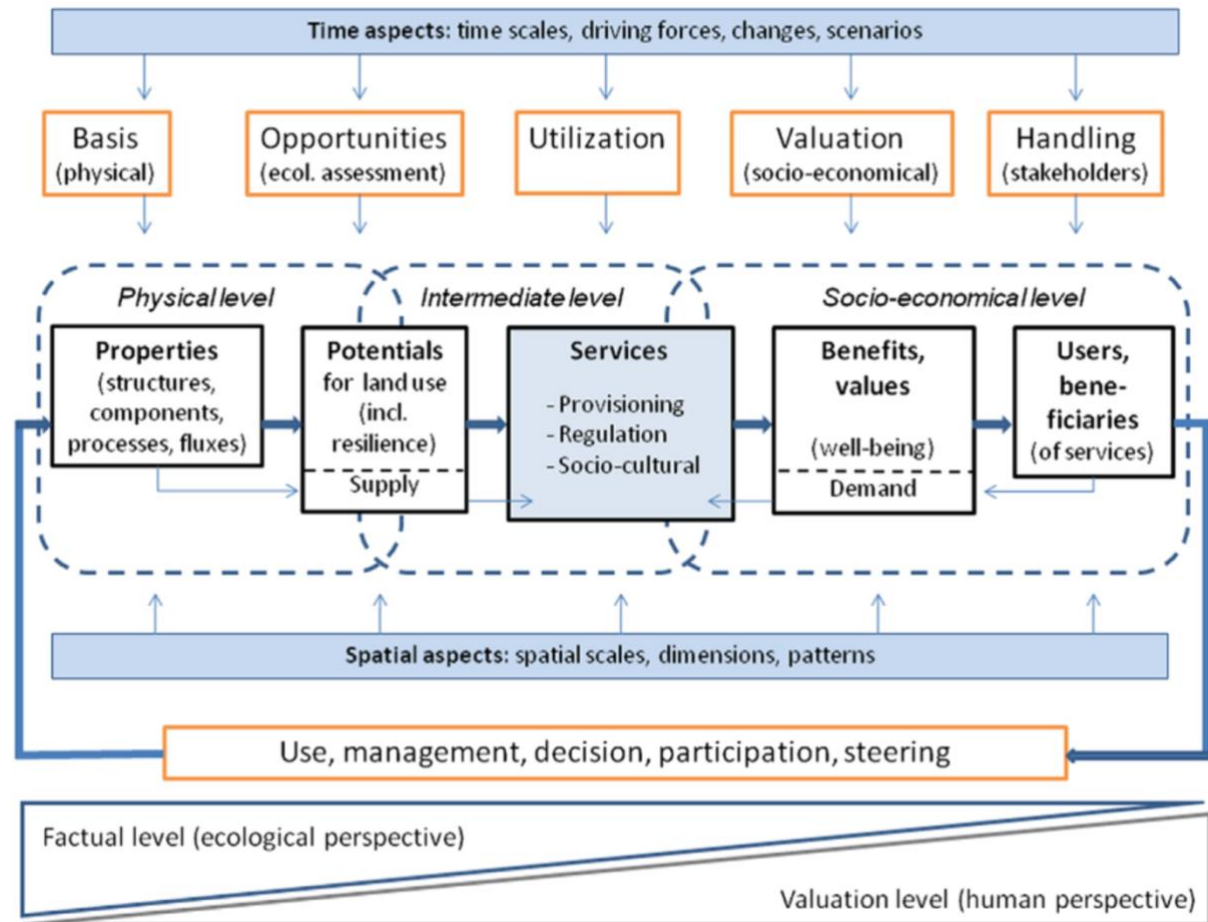 Time aspects: time scales, driving forces, changes, scenarios
Basis
(physical)
Opportunities
(ecol. assessment)
Utilization
Valuation
(socio-economical)
Handling
(stakeholders)
Physical level
Intermediate level
Socio-economical level
Properties
(structures,
components,
processes, fluxes)
Potentials
for land use
(incl.
resilience)
Supply
Services
- Provisioning
- Regulation
- Socio-cultural
Benefits,
values
(well-being)
Demand
Users,
bene-
ficiaries
(of services)
Spatial aspects: spatial scales, dimensions, patterns
Use, management, decision, participation, steering
Factual level (ecological perspective)
Valuation level (human perspective)